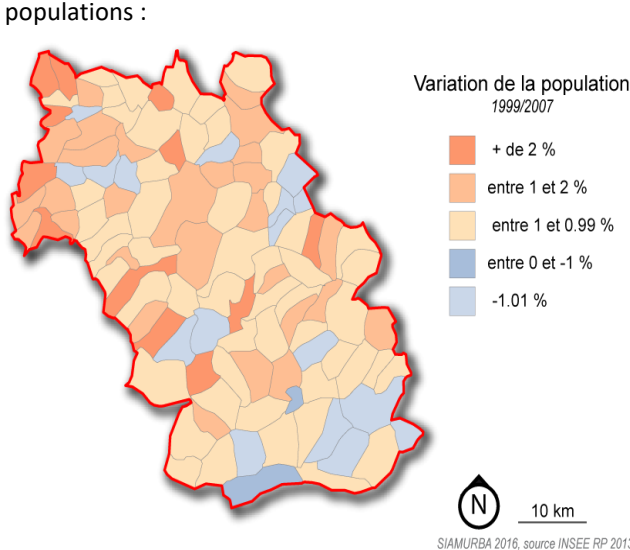 populations :
Variation de la population
1999/2007
+ de 2 %
entre 1 et 2 %
entre 1 et 0.99 %
entre 0 et -1 %
-1.01 %
N
10 km
SIAMURBA 2016, source INSEE RP 2013